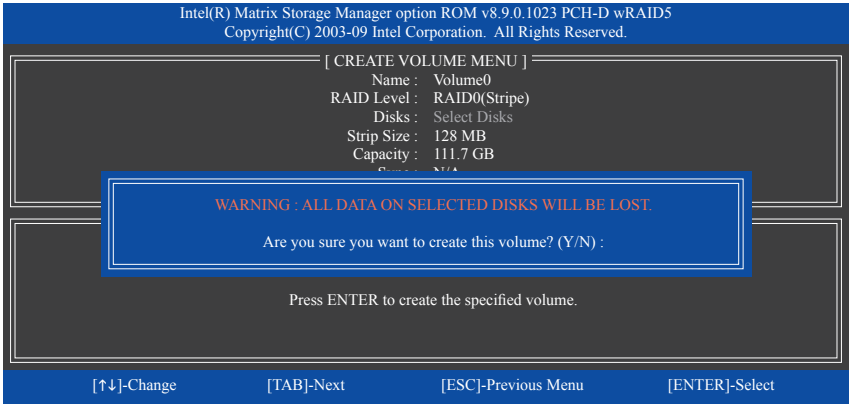 Intel(R) Matrix Storage Manager option ROM v8.9.0.1023 PCH-D wRAID5
Copyright(C) 2003-09 Intel Corporation. All Rights Reserved.
[ CREATE VOLUME MENU ]
Name : Volume0
RAID Level : RAID0(Stripe)
Disks : Select Disks
Strip Size : 128 MB
Capacity : 111.7 GB
Sync : N/A
WARNING : ALL DATA ON SELECTED DISKS WILL BE LOST.
Are you sure you want to create this volume? (Y/N) :
Press ENTER to create the specified volume.
[↑↓]-Change [TAB]-Next [ESC]-Previous Menu [ENTER]-Select